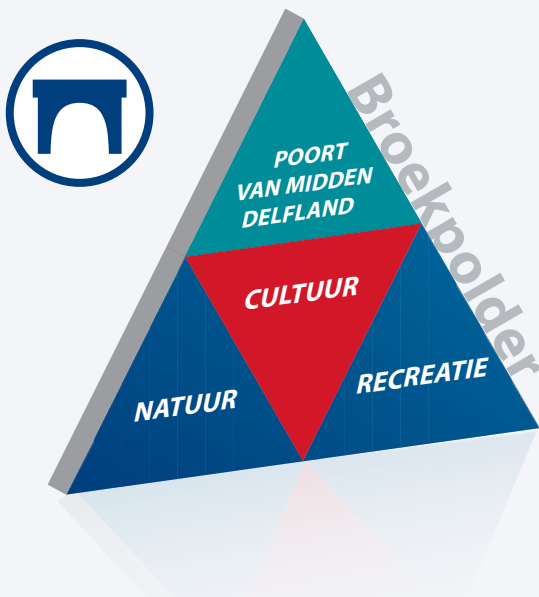 Broekpolder
POORT
VAN MIDDEN
DELFLAND
CULTUUR
NATUUR
RECREATIE